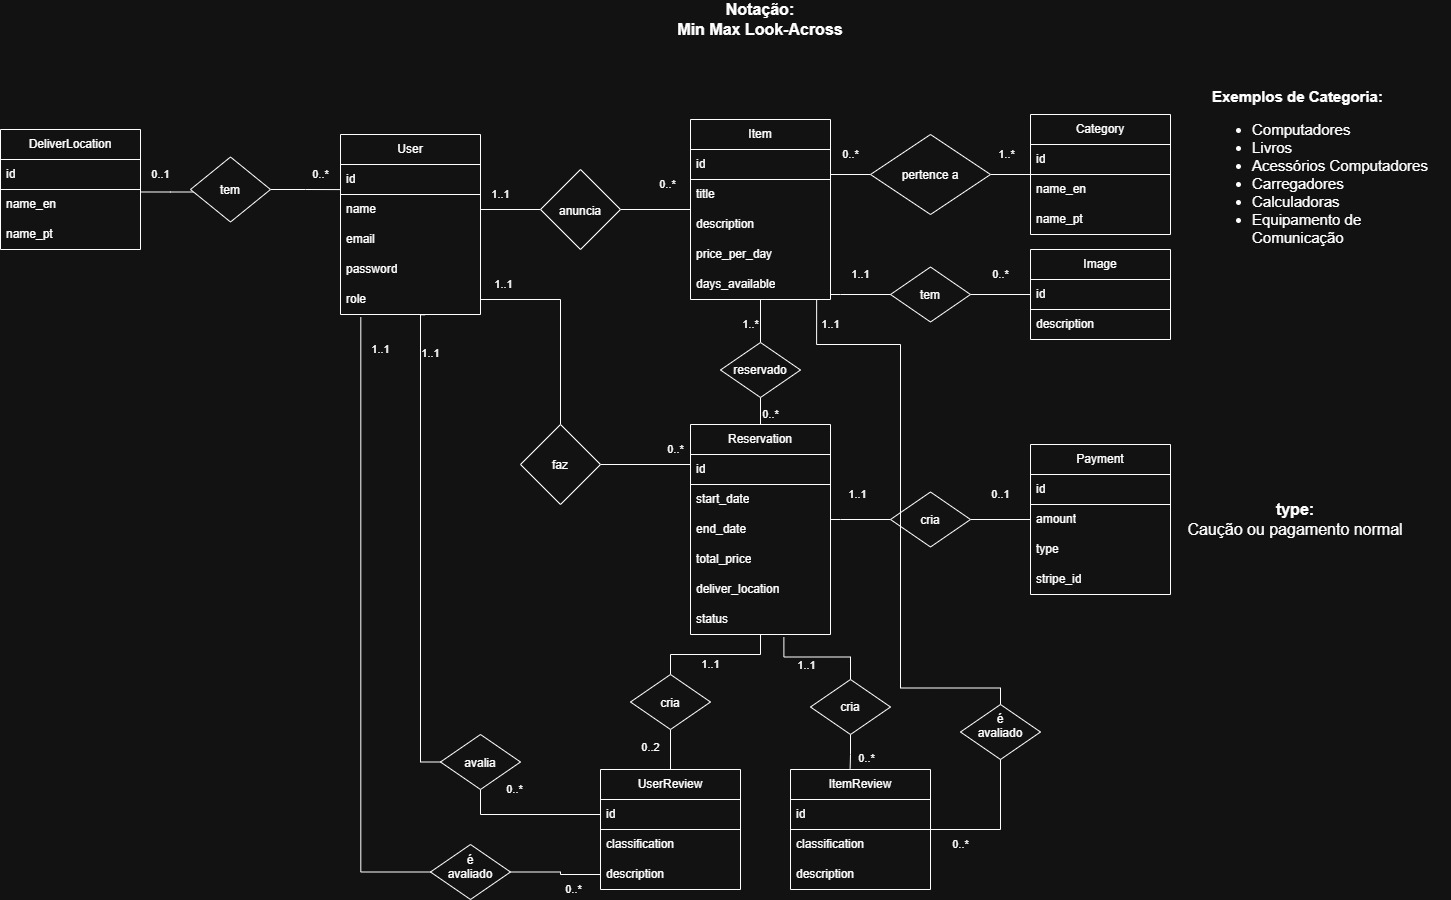 Notação:
Min Max Look-Across
Exemplos de Categoria:
Computadores
Livros
Acessórios Computadores
Carregadores
Calculadoras
Equipamento de
Comunicação
DeliverLocation
id
name_en
name_pt
0..1
tem
0..*
User
id
name
email
password
role
1..1
anuncia
0..*
Item
id
title
description
price_per_day
days_available
0..*
pertence a
1..*
Category
id
name_en
name_pt
1..1
tem
0..*
Image
id
description
1..1
1..1
1..1
1..*
1..1
reservado
0..*
faz
0..*
Reservation
id
start_date
end_date
total_price
deliver_location
status
1..1
cria
0..1
Payment
id
amount
type
stripe_id
type:
Caução ou pagamento normal
1..1
1..1
cria
cria
é
avaliado
0..2
0..*
avalia
0..*
UserReview
id
classification
description
ItemReview
id
classification
description
0..*
é
avaliado
0..*